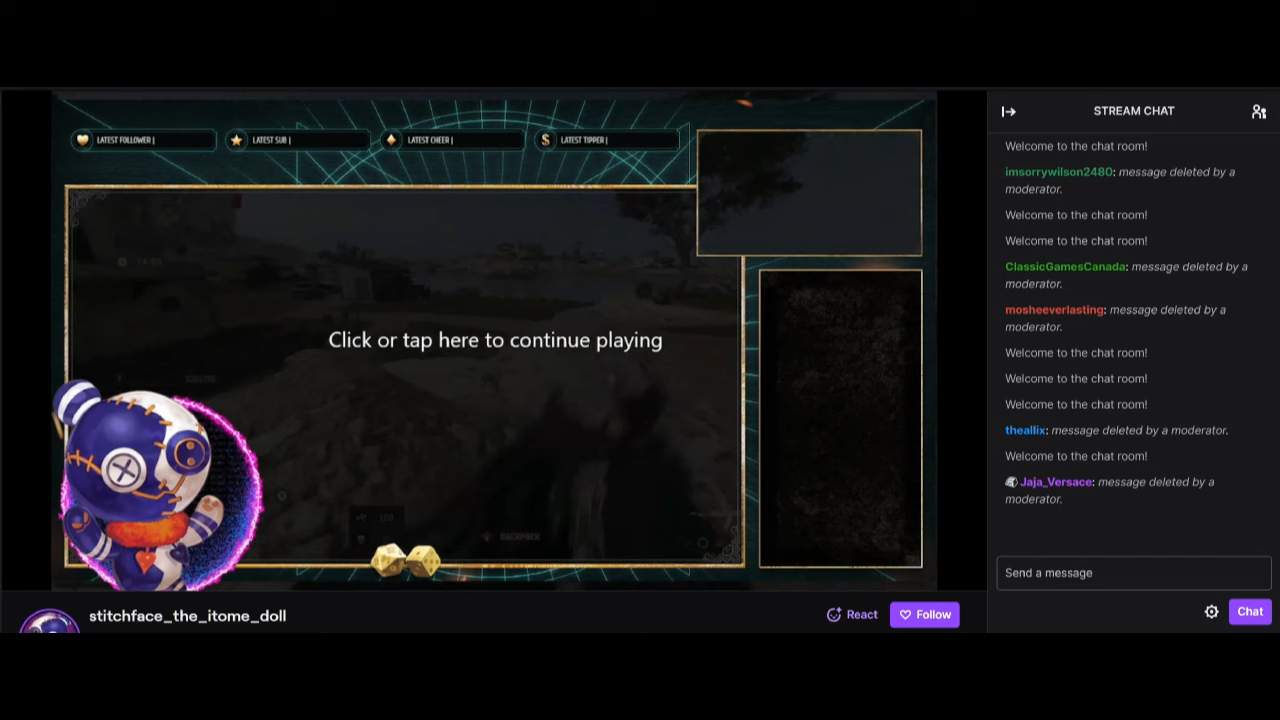 STREAM CHAT
LATEST FOLLOWER |
LATEST SUB |
LATEST CHEER |
LATEST TIPPER |
Click or tap here to continue playing
BACKPACK
stitchface_the_itome_doll
React
Follow
Welcome to the chat room!
imsorrywilson2480: message deleted by a
moderator.
Welcome to the chat room!
Welcome to the chat room!
ClassicGamesCanada: message deleted by a
moderator.
mosheeverlasting: message deleted by a
moderator.
Welcome to the chat room!
Welcome to the chat room!
Welcome to the chat room!
theallix: message deleted by a moderator.
Welcome to the chat room!
Jaja_Versace: message deleted by a
moderator.
Send a message
Chat